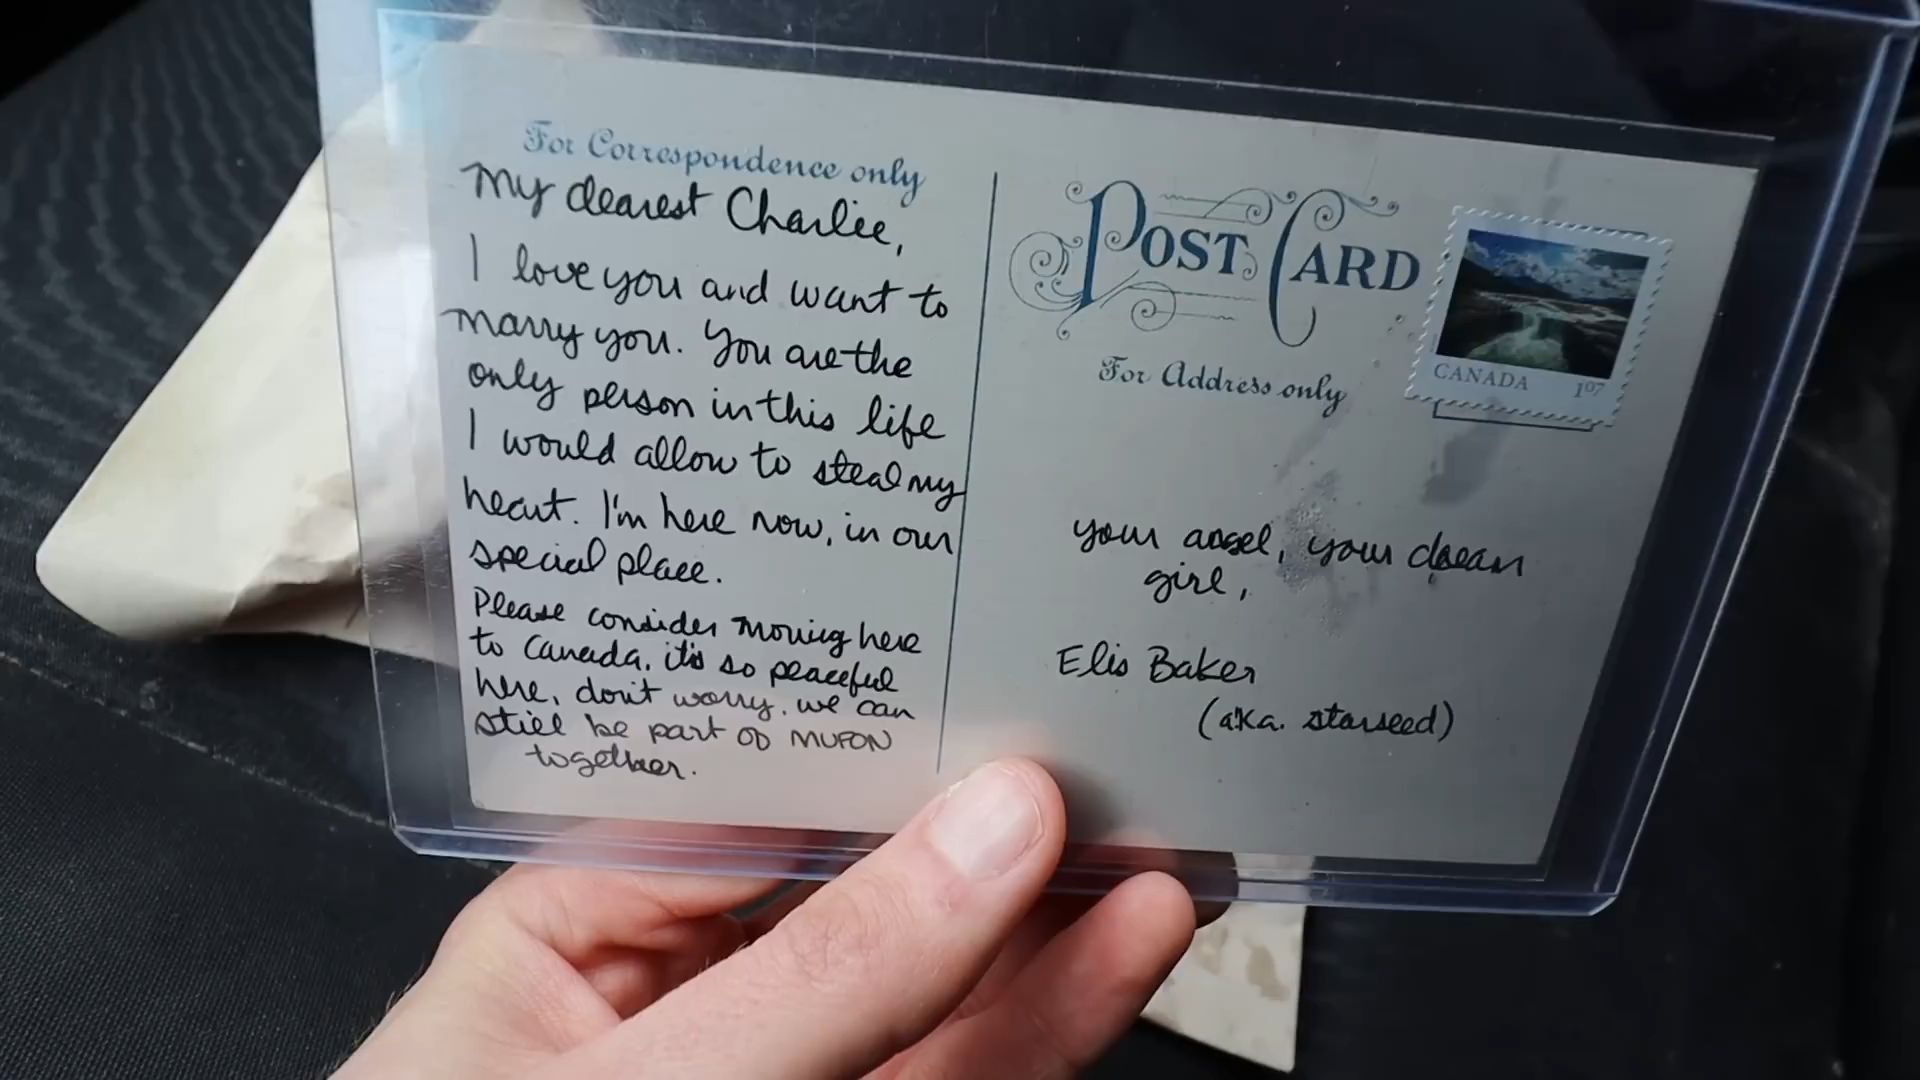 For Correspondence only
My dearest Charlie,
I love you and want to
marry you. You are the
only person in this life
I would allow to steal my
heart. I'm here now, in our
special place.
Please consider moving here
to Canada, it's so peaceful
here, don't worry, we can
still be part of MUFON
together.
POST CARD
For Address only
CANADA 1⁰⁷
your angel, your dream
girl,
Elis Baker
(aka. starseed)